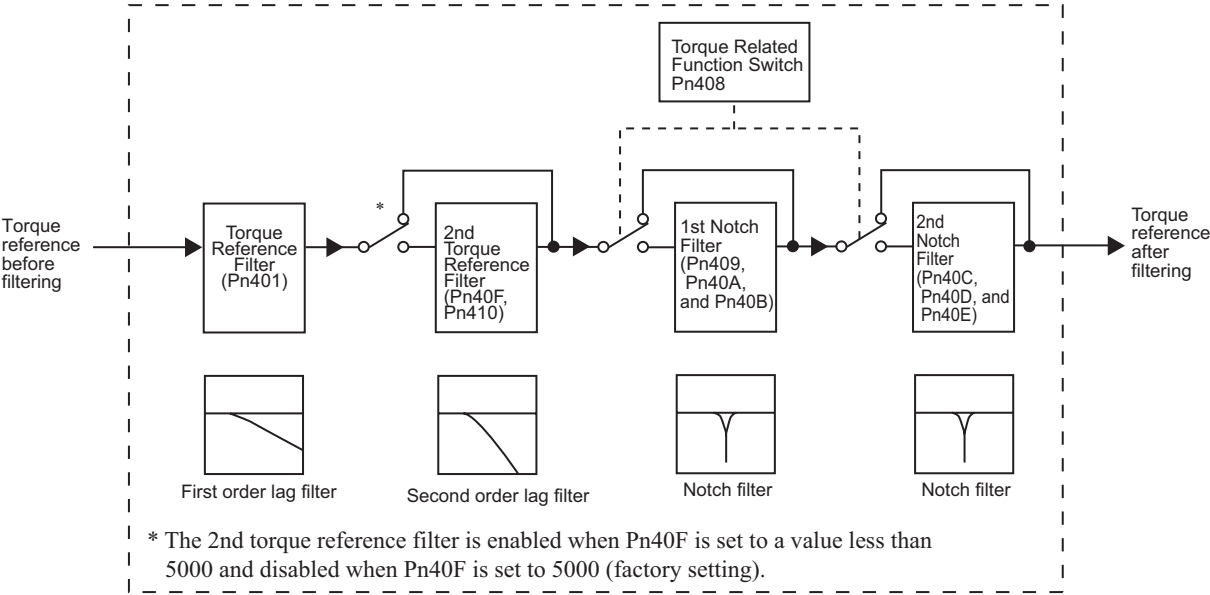 Torque Related
Function Switch
Pn408
Torque
reference
before
filtering
Torque
Reference
Filter
(Pn401)
*
2nd
Torque
Reference
Filter
(Pn40F,
Pn410)
1st Notch
Filter
(Pn409,
Pn40A,
and Pn40B)
2nd
Notch
Filter
(Pn40C,
Pn40D, and
Pn40E)
Torque
reference
after
filtering
First order lag filter
Second order lag filter
Notch filter
Notch filter
* The 2nd torque reference filter is enabled when Pn40F is set to a value less than
5000 and disabled when Pn40F is set to 5000 (factory setting).